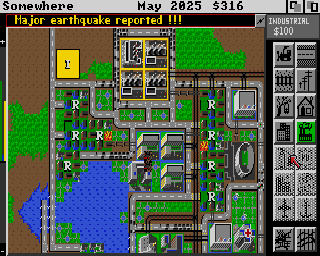 Somewhere May 2025 $316
Major earthquake reported !!!
INDUSTRIAL
$100
I
R
R R R
R
R R
R